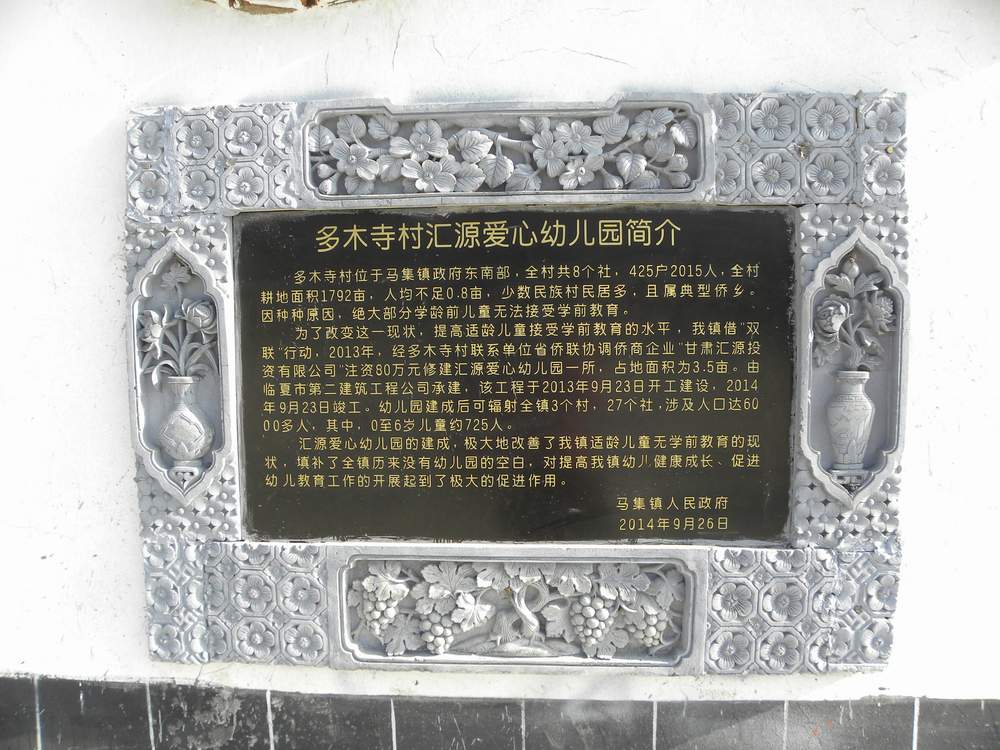 多木寺村汇源爱心幼儿园简介
多木寺村位于马集镇政府东南部，全村共8个社，425户2015人，全村
耕地面积1792亩，人均不足0.8亩，少数民族村民居多，且属典型侨乡。
因种种原因，绝大部分学龄前儿童无法接受学前教育。
为了改变这一现状，提高适龄儿童接受学前教育的水平，我镇借“双
联”行动，2013年，经多木寺村联系单位省侨联协调侨商企业“甘肃汇源投
资有限公司”注资80万元修建汇源爱心幼儿园一所，占地面积为3.5亩。由
临夏市第二建筑工程公司承建，该工程于2013年9月23日开工建设，2014
年9月23日竣工。幼儿园建成后可辐射全镇3个村，27个社；涉及人口达60
00多人，其中，0至6岁儿童约725人。
汇源爱心幼儿园的建成，极大地改善了我镇适龄儿童无学前教育的现
状，填补了全镇历来没有幼儿园的空白，对提高我镇幼儿健康成长、促进
幼儿教育工作的开展起到了极大的促进作用。
马集镇人民政府
2014年9月26日